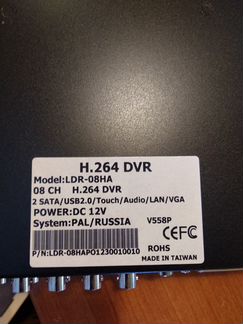 H.264 DVR
Model:LDR-08HA
08 CH H.264 DVR
2 SATA/USB2.0/Touch/Audio/LAN/VGA
POWER:DC 12V
System:PAL/RUSSIA V558P
CE FC
ROHS
P/N:LDR-08HAPO1230010010 MADE IN TAIWAN